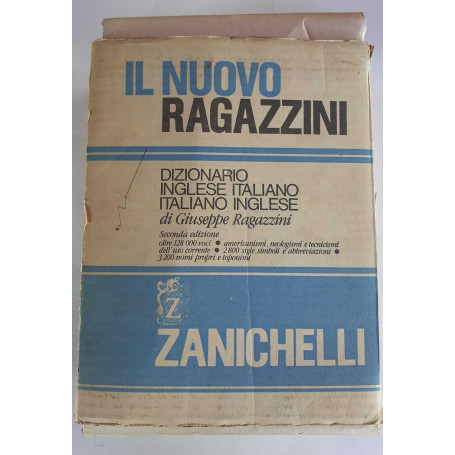 IL NUOVO
RAGAZZINI
DIZIONARIO
INGLESE ITALIANO
ITALIANO INGLESE
di Giuseppe Ragazzini
Seconda edizione
oltre 128 000 voci ● americanismi, neologismi e tecnicismi
dell'uso corrente ● 2 800 sigle, simboli e abbreviazioni ●
3 200 nomi propri e toponimi
Z
ZANICHELLI